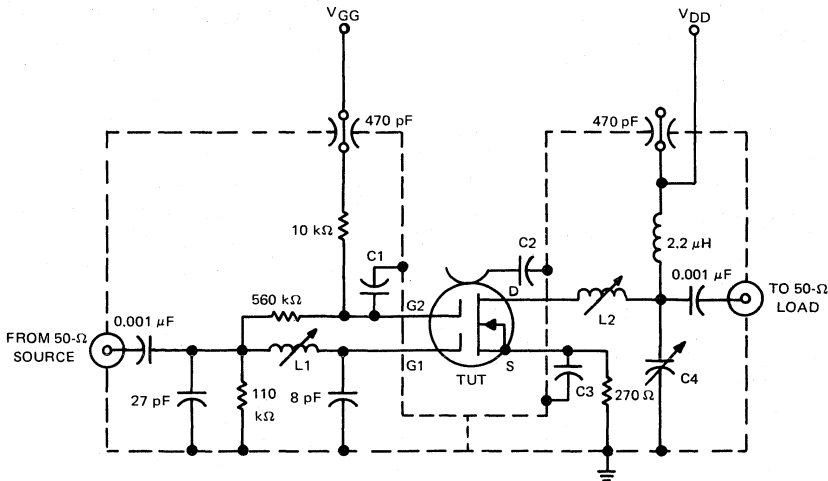 VGG
VDD
470 pF
470 pF
10 kΩ
C1
C2
2.2 μH
0.001 μF
TO 50-Ω
LOAD
560 kΩ
G2
D
L2
FROM 50-Ω
SOURCE
0.001 μF
L1
G1
TUT
S
C3
C4
27 pF
110
kΩ
8 pF
270 Ω